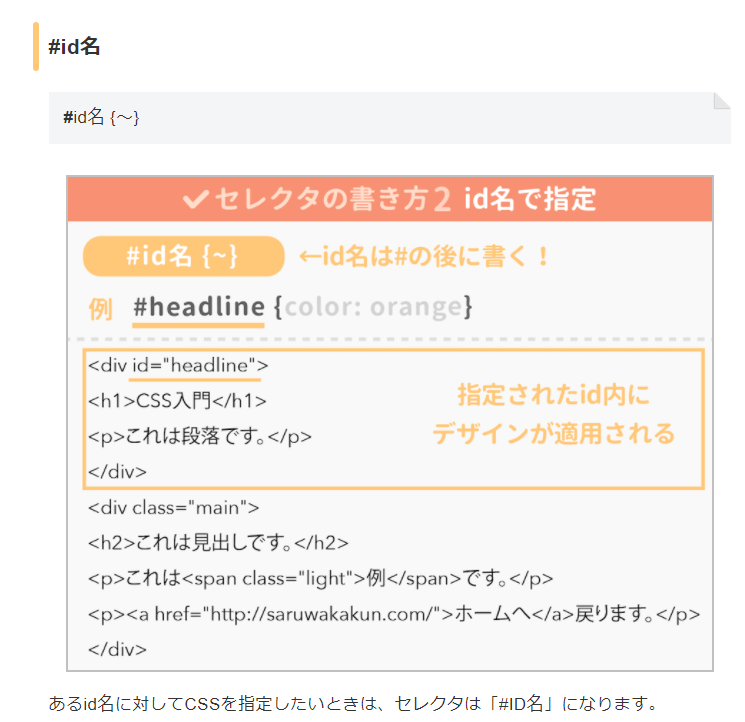 #id名
#id名 {〜}
✓セレクタの書き方2 id名で指定
#id名 {~} ←id名は#の後に書く！
例 #headline {color: orange}
<div id="headline">
<h1>CSS入門</h1>
指定されたid内に
<p>これは段落です。</p>
デザインが適用される
</div>
<div class="main">
<h2>これは見出しです。</h2>
<p>これは<span class="light">例</span>です。</p>
<p><a href="http://saruwakakun.com/">ホームへ</a>戻ります。</p>
</div>
あるid名に対してCSSを指定したいときは、セレクタは「#ID名」になります。